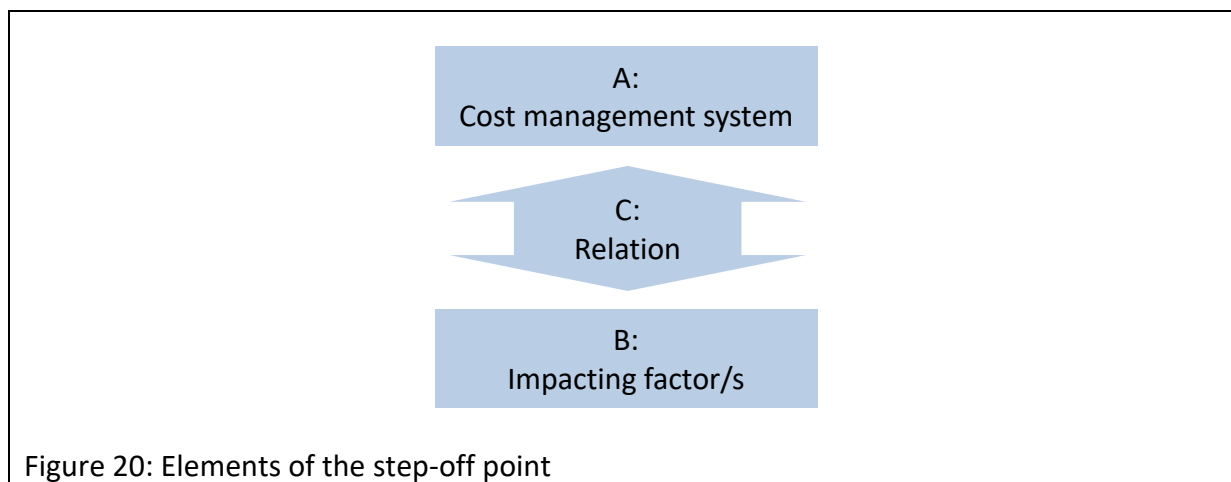 A:
Cost management system
C:
Relation
B:
Impacting factor/s
Figure 20: Elements of the step-off point